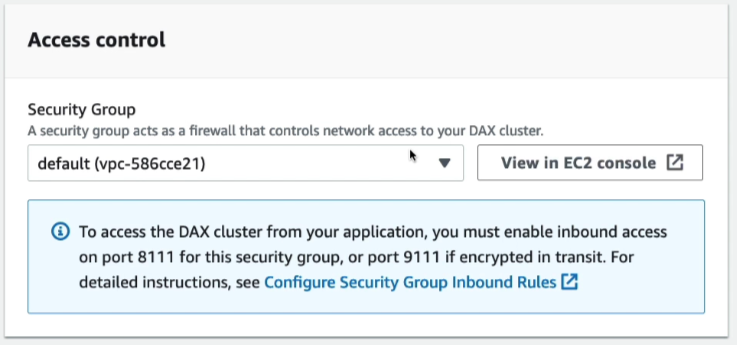 Access control
Security Group
A security group acts as a firewall that controls network access to your DAX cluster.
default (vpc-586cce21)
View in EC2 console
To access the DAX cluster from your application, you must enable inbound access
on port 8111 for this security group, or port 9111 if encrypted in transit. For
detailed instructions, see Configure Security Group Inbound Rules